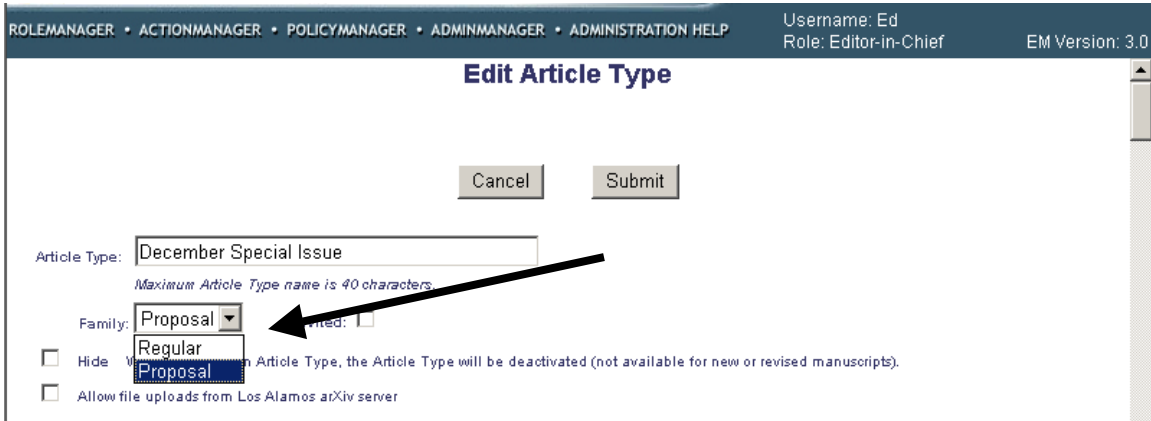 ROLEMANAGER • ACTIONMANAGER • POLICYMANAGER • ADMINMANAGER • ADMINISTRATION HELP
Username: Ed
Role: Editor-in-Chief EM Version: 3.0
Edit Article Type
Cancel Submit
Article Type: December Special Issue
Maximum Article Type name is 40 characters.
Family: Proposal
Regular
Proposal
Hide Article Type, the Article Type will be deactivated (not available for new or revised manuscripts).
Allow file uploads from Los Alamos arXiv server